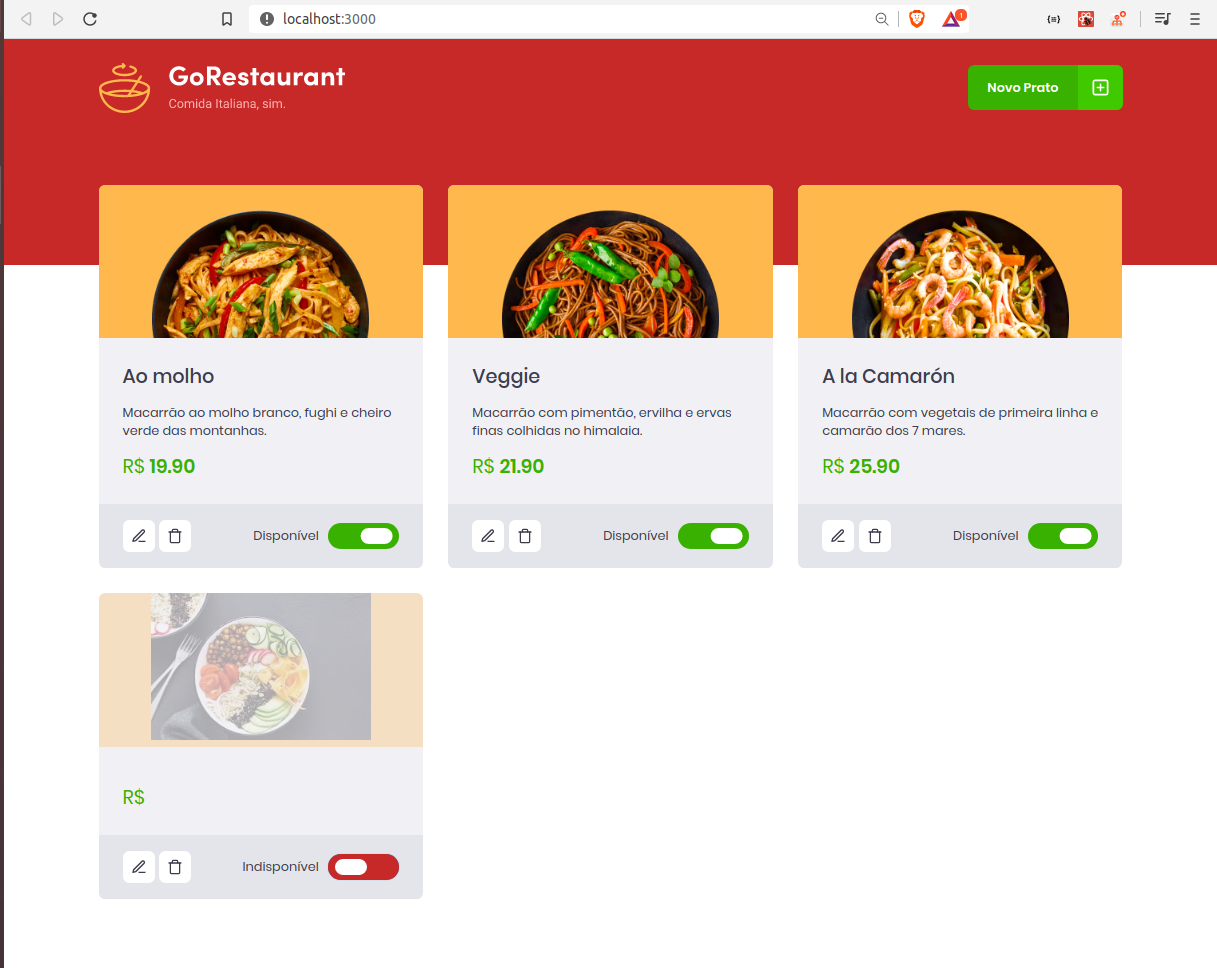 localhost:3000
1
GoRestaurant
Comida Italiana, sim.
Novo Prato
Ao molho
Macarrão ao molho branco, fughi e cheiro
verde das montanhas.
R$ 19.90
Disponível
Veggie
Macarrão com pimentão, ervilha e ervas
finas colhidas no himalaia.
R$ 21.90
Disponível
A la Camarón
Macarrão com vegetais de primeira linha e
camarão dos 7 mares.
R$ 25.90
Disponível
R$
Indisponível